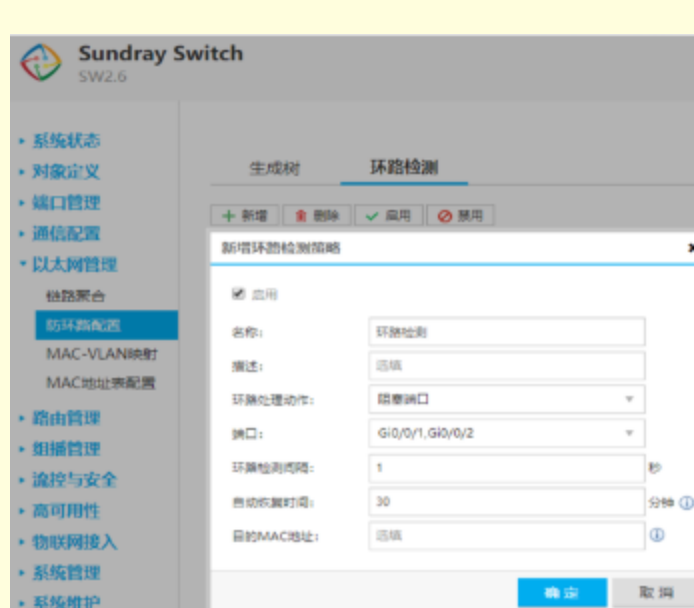 Sundray Switch
SW2.6
系统状态
对象定义
端口管理
通信配置
以太网管理
链路聚合
防环路配置
MAC-VLAN映射
MAC地址表配置
路由管理
组播管理
流控与安全
高可用性
物联网接入
系统管理
系统维护
生成树 环路检测
新增 删除 启用 禁用
新增环路检测策略
启用
名称: 环路检测
描述: 选填
环路处理动作: 阻塞端口
端口: Gi0/0/1,Gi0/0/2
环路检测间隔: 1 秒
自动恢复时间: 30 分钟
目的MAC地址: 选填
确定 取消